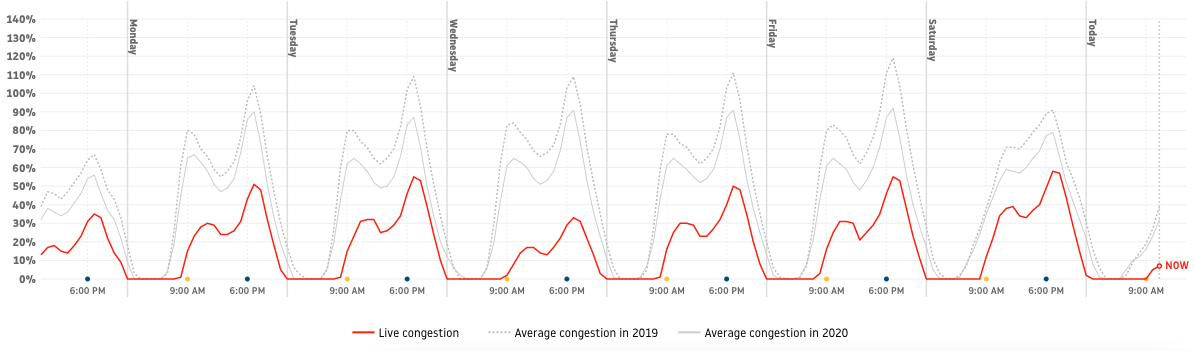 140%
130%
120%
110%
100%
90%
80%
70%
60%
50%
40%
30%
20%
10%
0%
Monday
Tuesday
Wednesday
Thursday
Friday
Saturday
Today
NOW
6:00 PM 9:00 AM 6:00 PM 9:00 AM 6:00 PM 9:00 AM 6:00 PM 9:00 AM 6:00 PM 9:00 AM 6:00 PM 9:00 AM 6:00 PM 9:00 AM
Live congestion Average congestion in 2019 Average congestion in 2020